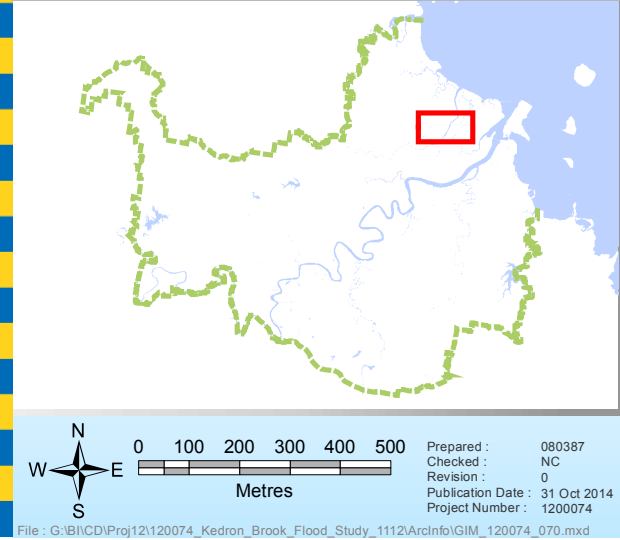 N
W E
S
0 100 200 300 400 500
Metres
Prepared : 080387
Checked : NC
Revision : 0
Publication Date : 31 Oct 2014
Project Number : 1200074
File : G:\BI\CD\Proj12\120074_Kedron_Brook_Flood_Study_1112\ArcInfo\GIM_120074_070.mxd